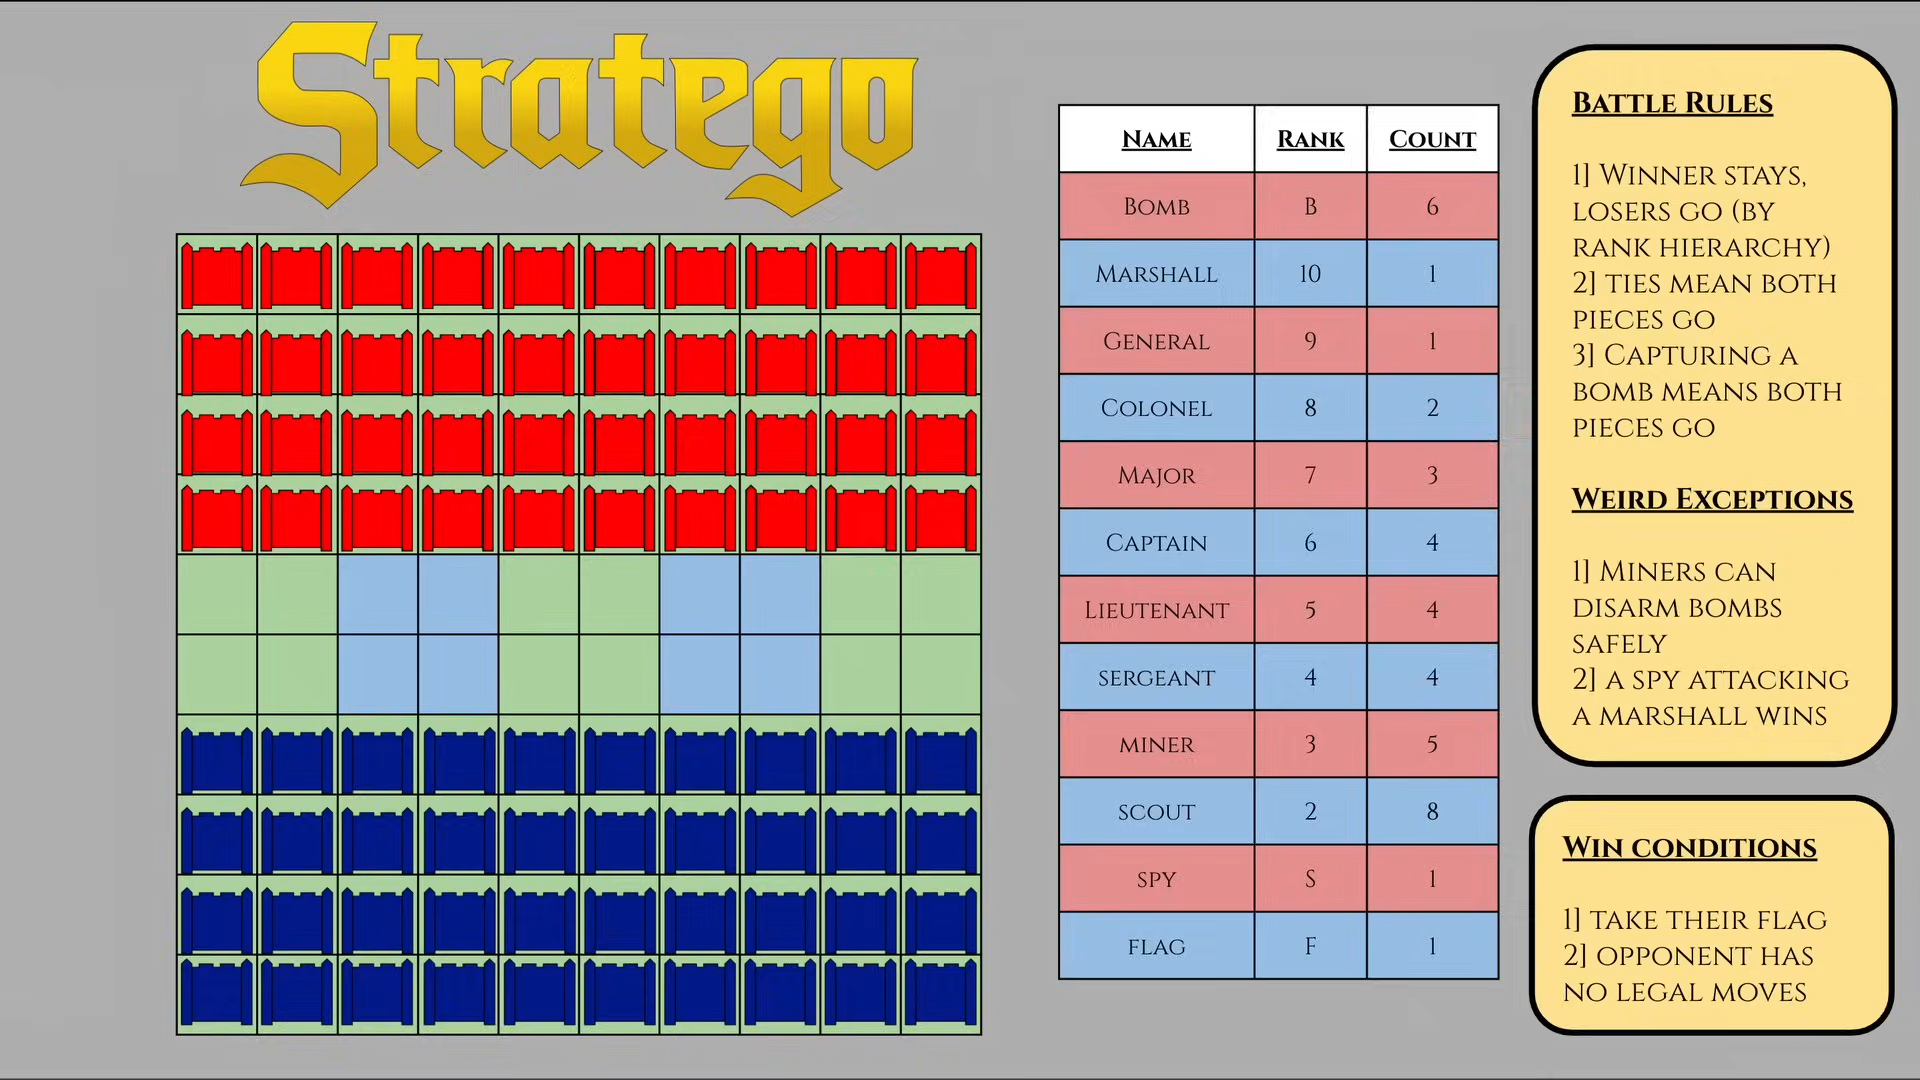 Stratego
NAME RANK COUNT
BOMB B 6
MARSHALL 10 1
GENERAL 9 1
COLONEL 8 2
MAJOR 7 3
CAPTAIN 6 4
LIEUTENANT 5 4
SERGEANT 4 4
MINER 3 5
SCOUT 2 8
SPY S 1
FLAG F 1
BATTLE RULES
1] WINNER STAYS,
LOSERS GO (BY
RANK HIERARCHY)
2] TIES MEAN BOTH
PIECES GO
3] CAPTURING A
BOMB MEANS BOTH
PIECES GO
WEIRD EXCEPTIONS
1] MINERS CAN
DISARM BOMBS
SAFELY
2] A SPY ATTACKING
A MARSHALL WINS
WIN CONDITIONS
1] TAKE THEIR FLAG
2] OPPONENT HAS
NO LEGAL MOVES